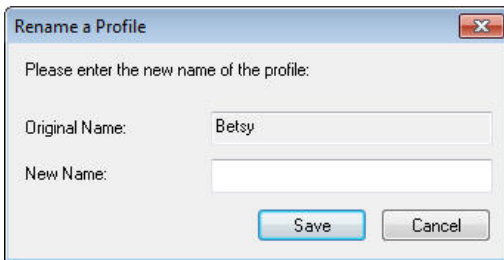 Rename a Profile
Please enter the new name of the profile:
Original Name: Betsy
New Name:
Save Cancel